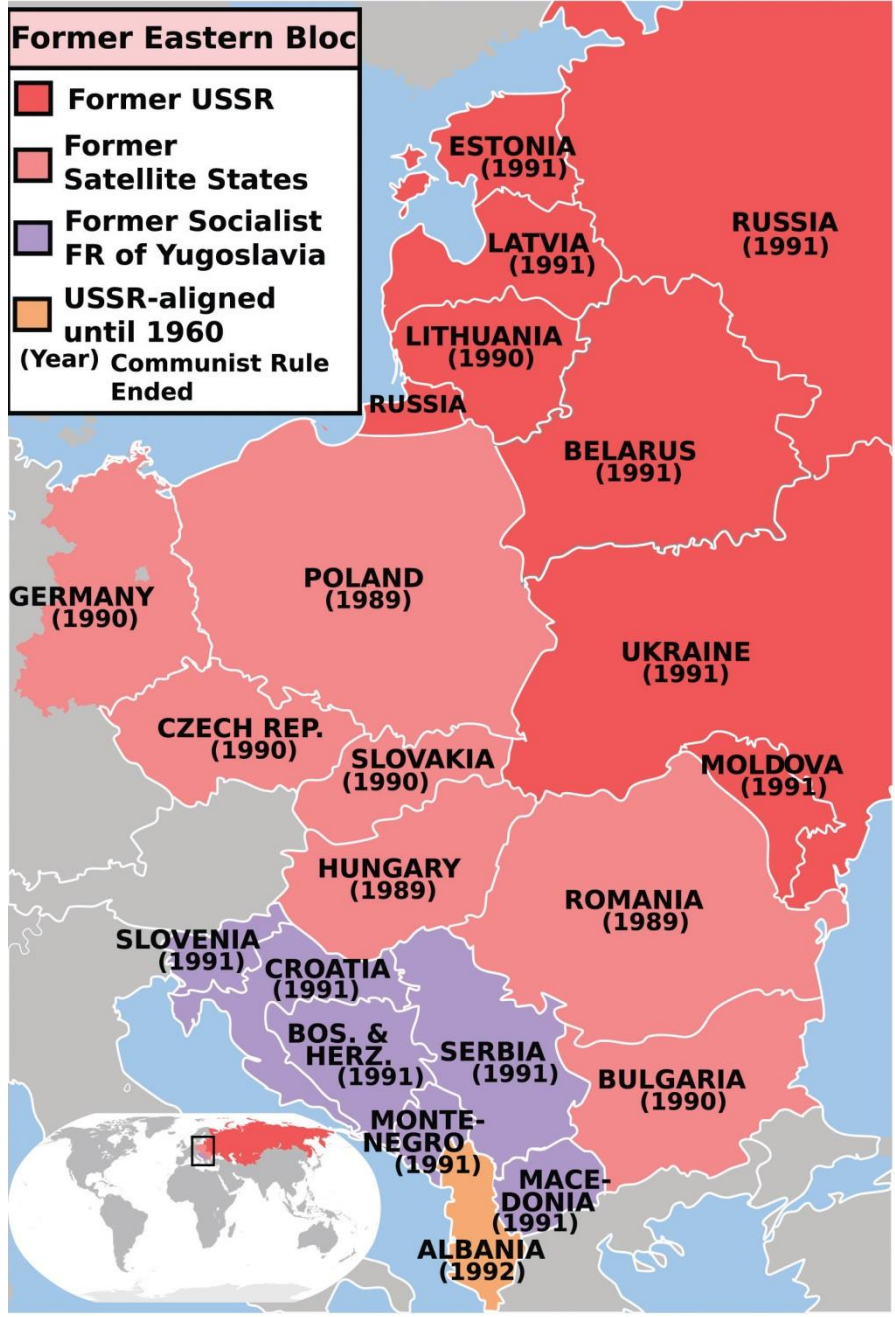 Former Eastern Bloc
Former USSR
Former
Satellite States
Former Socialist
FR of Yugoslavia
USSR-aligned
until 1960
(Year) Communist Rule
Ended
ESTONIA
(1991)
RUSSIA
(1991)
LATVIA
(1991)
LITHUANIA
(1990)
RUSSIA
BELARUS
(1991)
POLAND
(1989)
GERMANY
(1990)
UKRAINE
(1991)
CZECH REP.
(1990)
SLOVAKIA
(1990)
MOLDOVA
(1991)
HUNGARY
(1989)
ROMANIA
(1989)
SLOVENIA
(1991)
CROATIA
(1991)
BOS. &
HERZ.
(1991)
SERBIA
(1991)
BULGARIA
(1990)
MONTE-
NEGRO
(1991)
MACE-
DONIA
(1991)
ALBANIA
(1992)